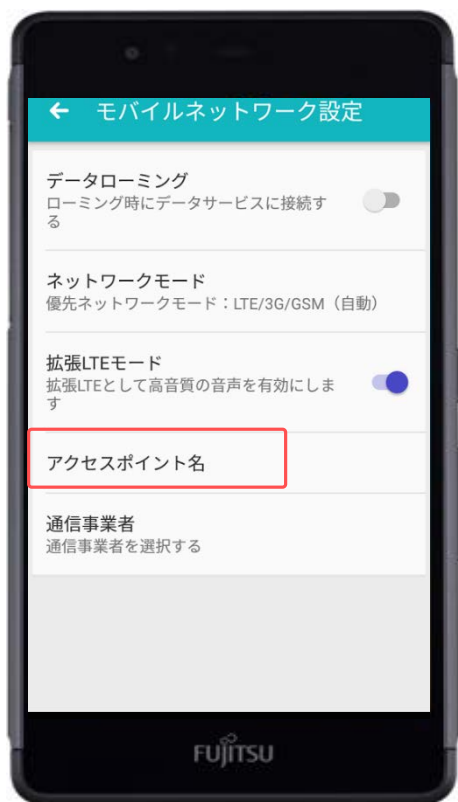 ← モバイルネットワーク設定
データローミング
ローミング時にデータサービスに接続す
る
ネットワークモード
優先ネットワークモード：LTE/3G/GSM（自動）
拡張LTEモード
拡張LTEとして高音質の音声を有効にしま
す
アクセスポイント名
通信事業者
通信事業者を選択する
FUJITSU